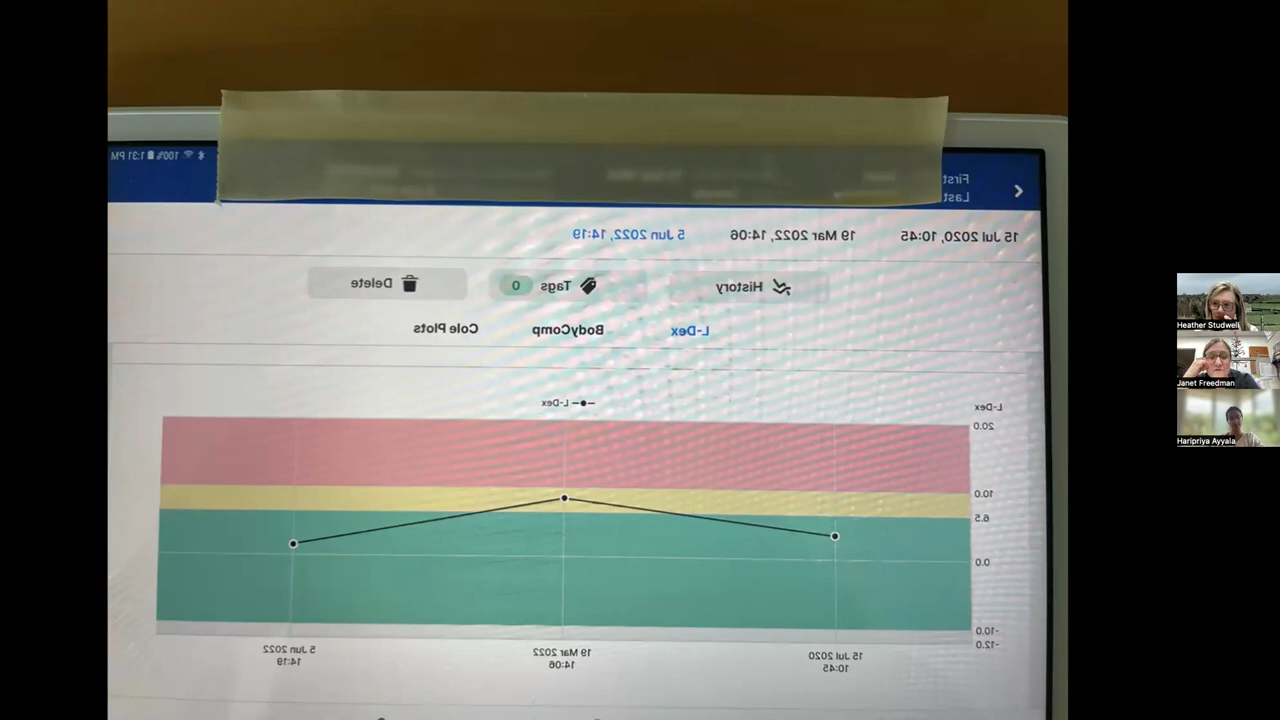 100% 1:31 PM
First
Last
15 Jul 2020, 10:45 19 Mar 2022, 14:06 5 Jun 2022, 14:19
History Tags 0 Delete
L-Dex BodyComp Cole Plots
L-Dex
L-Dex
20.0
10.0
6.5
0.0
-10.0
-12.0
15 Jul 2020 19 Mar 2022 5 Jun 2022
10:45 14:06 14:19
Heather Studwell
Janet Freedman
Haripriya Ayyala